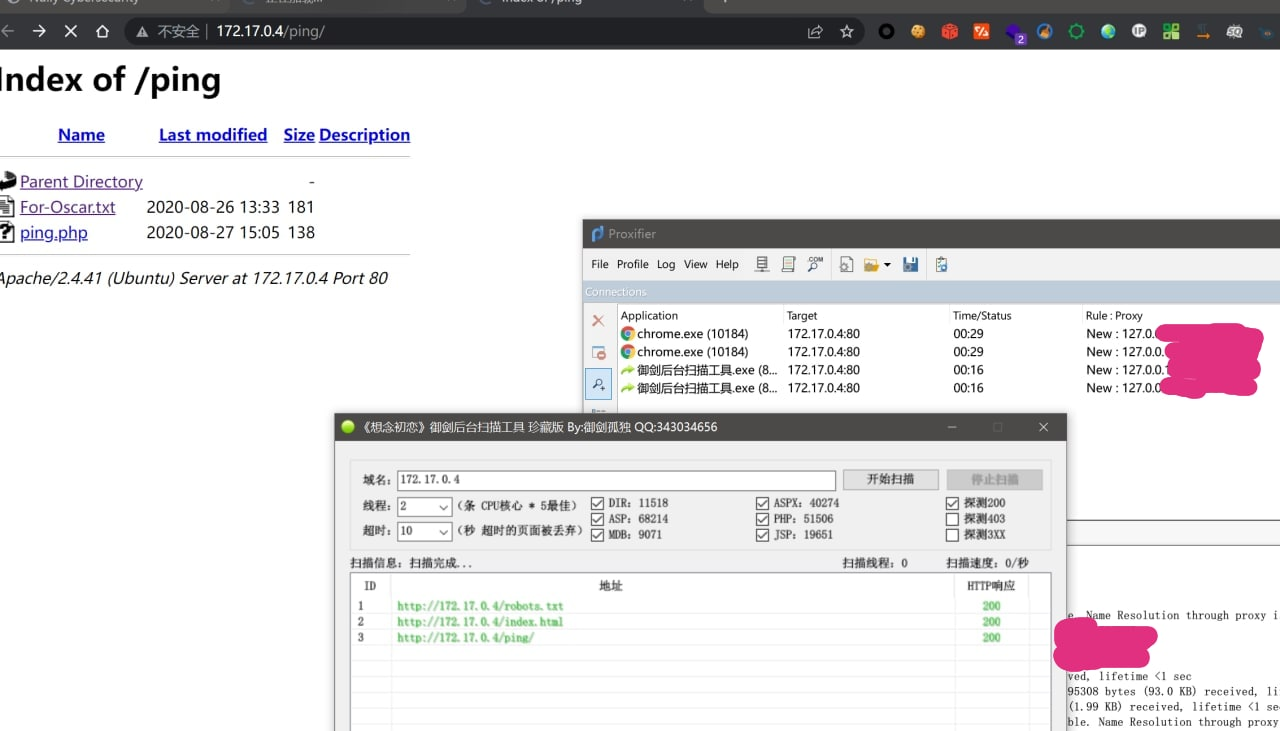 Index of /ping
不安全 172.17.0.4/ping/
2
Index of /ping
Name Last modified Size Description
Parent Directory -
For-Oscar.txt 2020-08-26 13:33 181
ping.php 2020-08-27 15:05 138
Apache/2.4.41 (Ubuntu) Server at 172.17.0.4 Port 80
Proxifier
File Profile Log View Help
Connections
Application Target Time/Status Rule : Proxy
chrome.exe (10184) 172.17.0.4:80 00:29 New : 127.0.
chrome.exe (10184) 172.17.0.4:80 00:29 New : 127.0.0.
御剑后台扫描工具.exe (8... 172.17.0.4:80 00:16 New : 127.0.0.
御剑后台扫描工具.exe (8... 172.17.0.4:80 00:16 New : 127.0.0
《想念初恋》御剑后台扫描工具 珍藏版 By:御剑孤独 QQ:343034656
域名: 172.17.0.4 开始扫描 停止扫描
线程: 2 (条 CPU核心 * 5最佳) DIR: 11518 ASPX: 40274 探测200
ASP: 68214 PHP: 51506 探测403
超时: 10 (秒 超时的页面被丢弃) MDB: 9071 JSP: 19651 探测3XX
扫描信息: 扫描完成... 扫描线程: 0 扫描速度: 0/秒
ID 地址 HTTP响应
1 http://172.17.0.4/robots.txt 200
2 http://172.17.0.4/index.html 200
3 http://172.17.0.4/ping/ 200
e. Name Resolution through proxy i
ved, lifetime <1 sec
95308 bytes (93.0 KB) received, li
(1.99 KB) received, lifetime <1 se
ble. Name Resolution through proxy